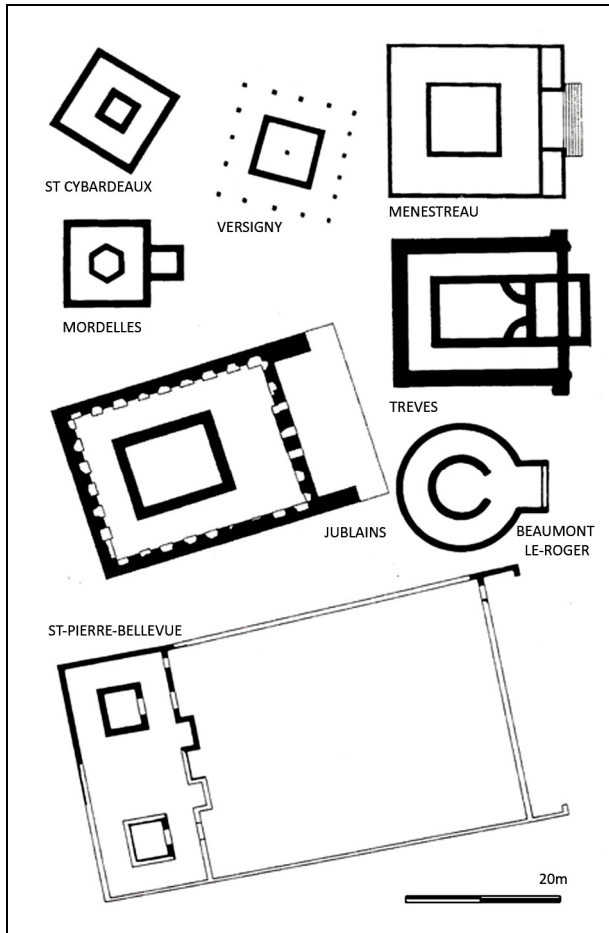 ST CYBARDEAUX
VERSIGNY
MENESTREAU
MORDELLES
TREVES
JUBLAINS
BEAUMONT
LE-ROGER
ST-PIERRE-BELLEVUE
20m